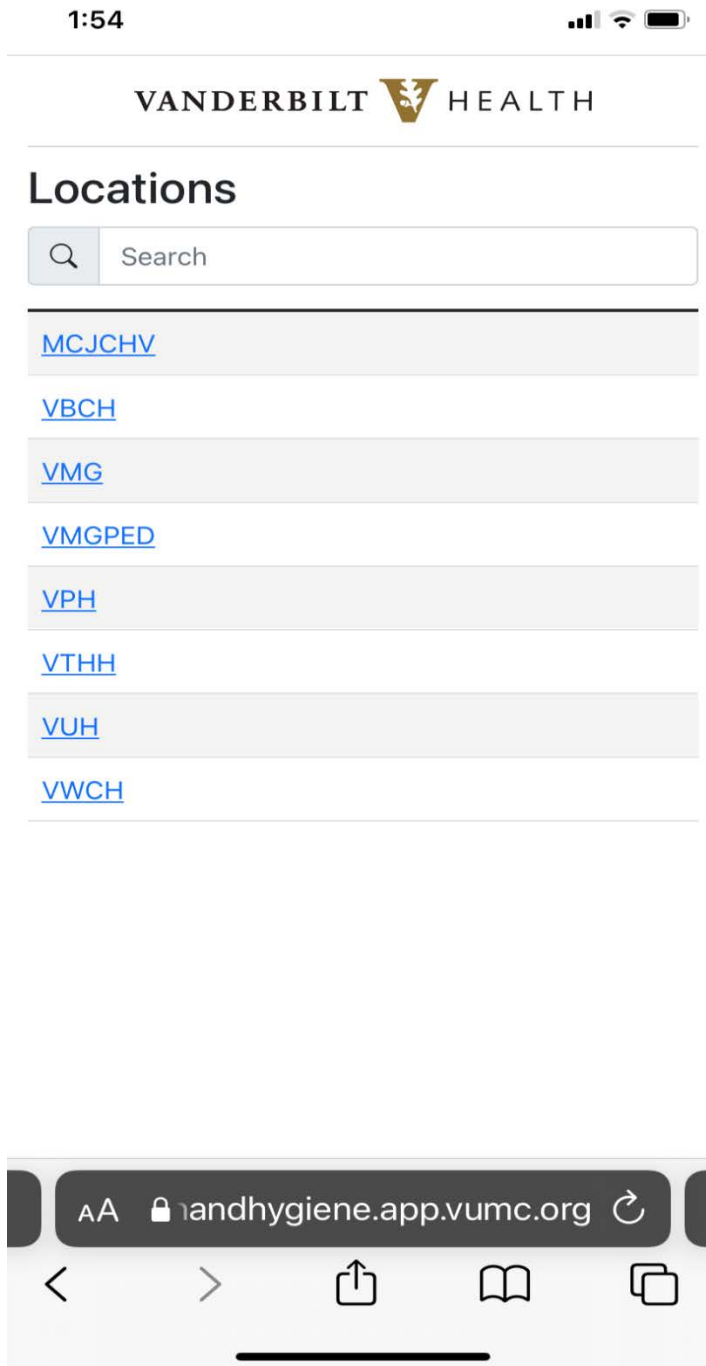 1:54
VANDERBILT V HEALTH
Locations
Search
MCJCHV
VBCH
VMG
VMGPED
VPH
VTHH
VUH
VWCH
AA andhygiene.app.vumc.org